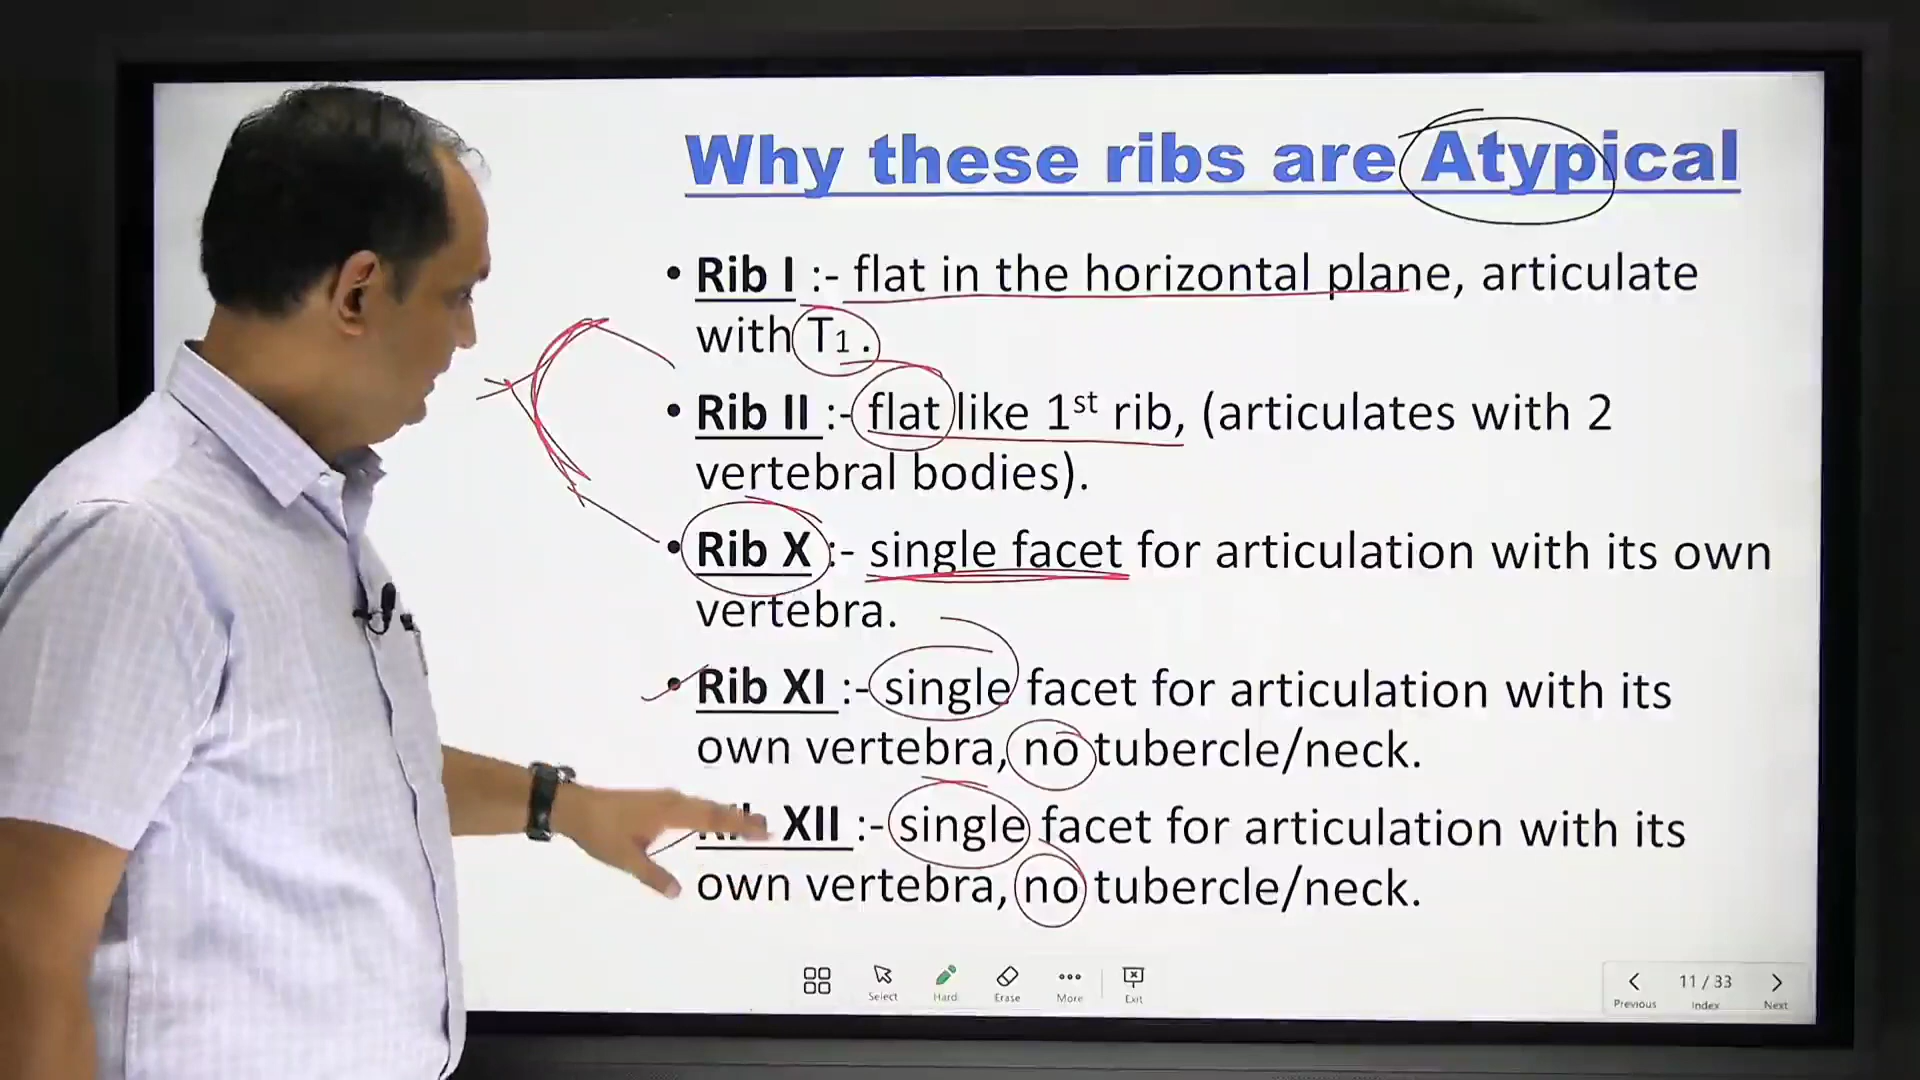 Why these ribs are Atypical
• Rib I :- flat in the horizontal plane, articulate
with T1 .
• Rib II :- flat like 1st rib, (articulates with 2
vertebral bodies).
• Rib X :- single facet for articulation with its own
vertebra.
• Rib XI :- single facet for articulation with its
own vertebra, no tubercle/neck.
Rib XII :- single facet for articulation with its
own vertebra, no tubercle/neck.
Select Hard Erase More Exit
11 / 33
Previous Index Next